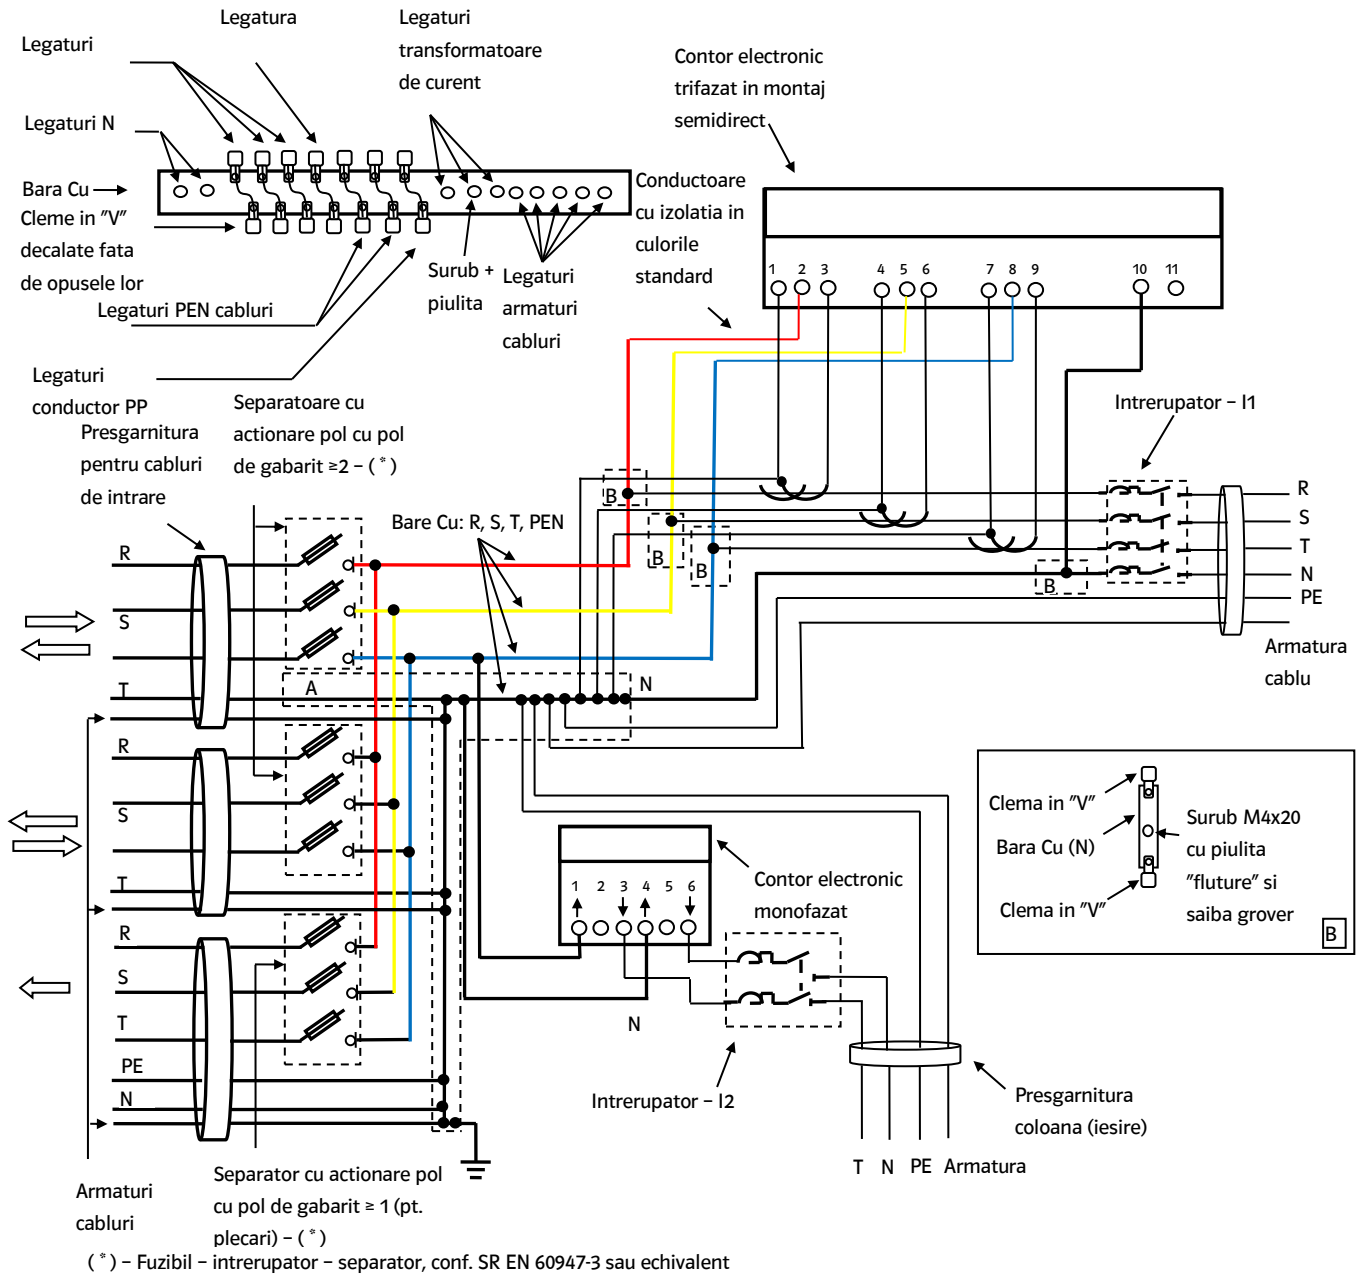 Legatura
Legaturi
Legaturi
transformatoare
de curent
Contor electronic
trifazat in montaj
semidirect
Legaturi N
Bara Cu
Cleme in "V"
decalate fata
de opusele lor
Conductoare
cu izolatia in
culorile
standard
Surub +
piulita
Legaturi
armaturi
cabluri
Legaturi PEN cabluri
1 2 3 4 5 6 7 8 9 10 11
Legaturi
conductor PP
Separatoare cu
actionare pol cu pol
de gabarit ≥2 – (*)
Presgarnitura
pentru cabluri
de intrare
Intrerupator – I1
Bare Cu: R, S, T, PEN
B
B
B
B
R
S
T
N
PE
Armatura
cablu
R
S
T
A
N
R
S
T
R
S
T
PE
N
1 2 3 4 5 6
Contor electronic
monofazat
N
Intrerupator – I2
Clema in "V"
Bara Cu (N)
Clema in "V"
Surub M4x20
cu piulita
"fluture" si
saiba grover
B
Presgarnitura
coloana (iesire)
T N PE Armatura
Armaturi
cabluri
Separator cu actionare pol
cu pol de gabarit ≥ 1 (pt.
plecari) – (*)
(*) – Fuzibil – intrerupator – separator, conf. SR EN 60947-3 sau echivalent